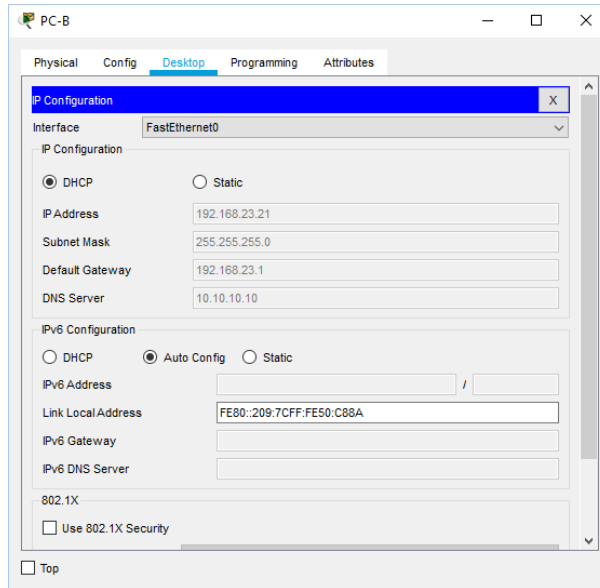 PC-B
Physical Config Desktop Programming Attributes
IP Configuration X
Interface FastEthernet0
IP Configuration
DHCP Static
IP Address 192.168.23.21
Subnet Mask 255.255.255.0
Default Gateway 192.168.23.1
DNS Server 10.10.10.10
IPv6 Configuration
DHCP Auto Config Static
IPv6 Address /
Link Local Address FE80::209:7CFF:FE50:C88A
IPv6 Gateway
IPv6 DNS Server
802.1X
Use 802.1X Security
Top